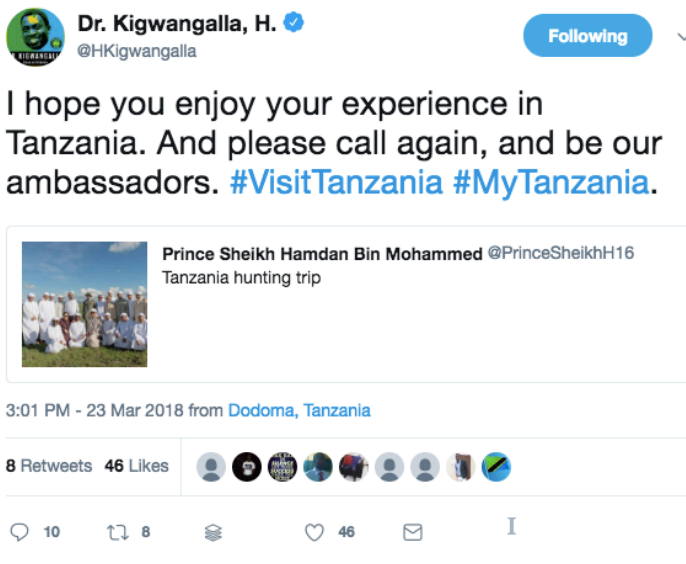 Dr. Kigwangalla, H.
Following
@HKigwangalla
I hope you enjoy your experience in
Tanzania. And please call again, and be our
ambassadors. #VisitTanzania #MyTanzania.
Prince Sheikh Hamdan Bin Mohammed @PrinceSheikhH16
Tanzania hunting trip
3:01 PM - 23 Mar 2018 from Dodoma, Tanzania
8 Retweets 46 Likes
10 8 46